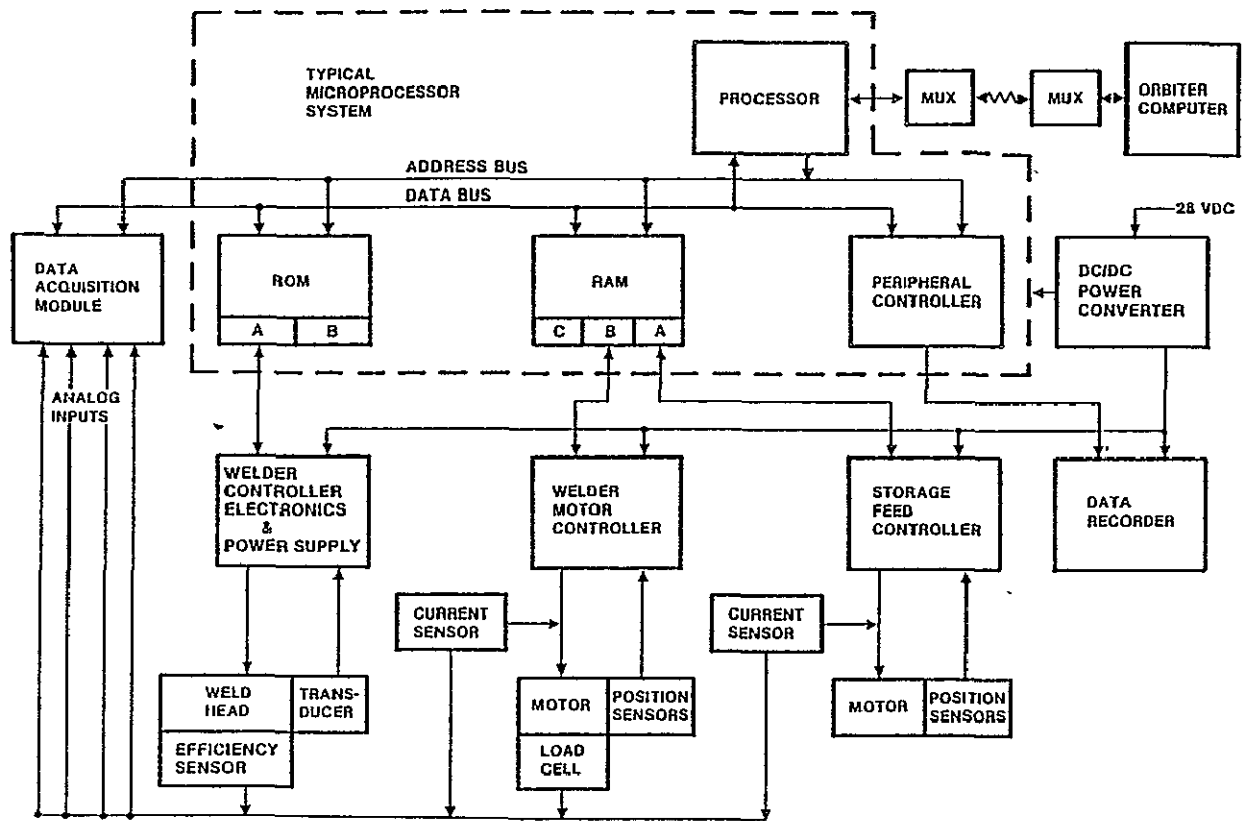 TYPICAL
MICROPROCESSOR
SYSTEM
PROCESSOR
MUX
MUX
ORBITER
COMPUTER
ADDRESS BUS
DATA BUS
28 VDC
DATA
ACQUISITION
MODULE
ROM
A
B
RAM
C
B
A
PERIPHERAL
CONTROLLER
DC/DC
POWER
CONVERTER
ANALOG
INPUTS
WELDER
CONTROLLER
ELECTRONICS
&
POWER SUPPLY
WELDER
MOTOR
CONTROLLER
STORAGE
FEED
CONTROLLER
DATA
RECORDER
CURRENT
SENSOR
CURRENT
SENSOR
WELD
HEAD
TRANS-
DUCER
EFFICIENCY
SENSOR
MOTOR
POSITION
SENSORS
LOAD
CELL
MOTOR
POSITION
SENSORS